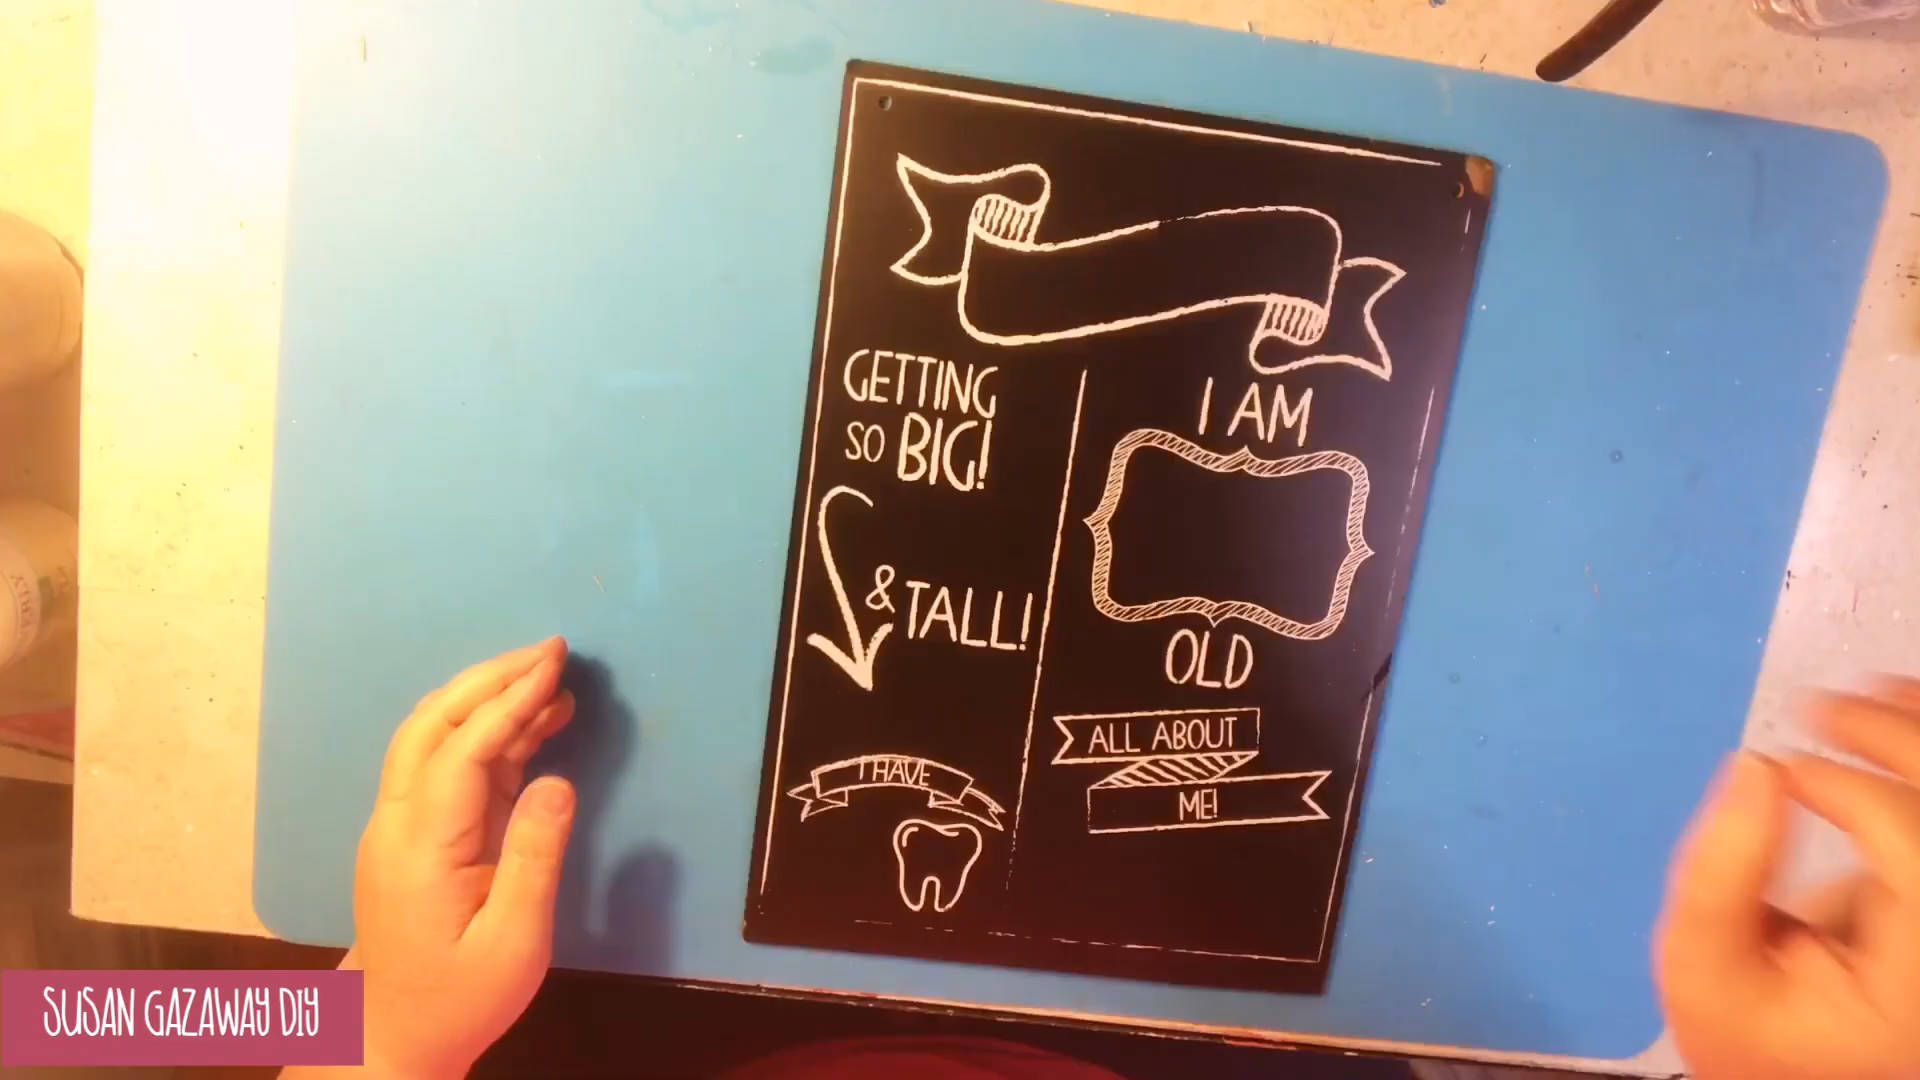 GETTING
SO BIG!
& TALL!
I HAVE
I AM
OLD
ALL ABOUT
ME!
SUSAN GAZAWAY DIY